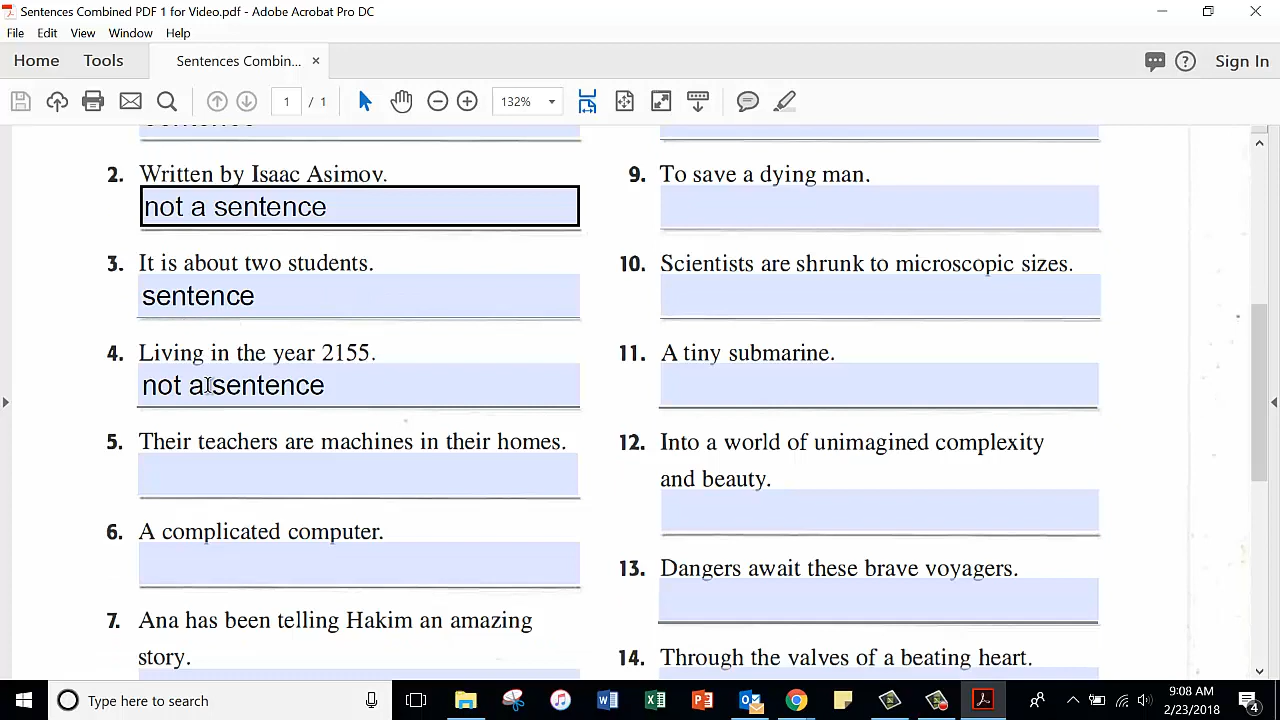 Sentences Combined PDF 1 for Video.pdf - Adobe Acrobat Pro DC
File Edit View Window Help
Home Tools Sentences Combin... × Sign In
1 / 1 132%
sentence
2. Written by Isaac Asimov.
not a sentence
3. It is about two students.
sentence
4. Living in the year 2155.
not a sentence
5. Their teachers are machines in their homes.
6. A complicated computer.
7. Ana has been telling Hakim an amazing
story.
9. To save a dying man.
10. Scientists are shrunk to microscopic sizes.
11. A tiny submarine.
12. Into a world of unimagined complexity
and beauty.
13. Dangers await these brave voyagers.
14. Through the valves of a beating heart.
Type here to search
9:08 AM
2/23/2018
4